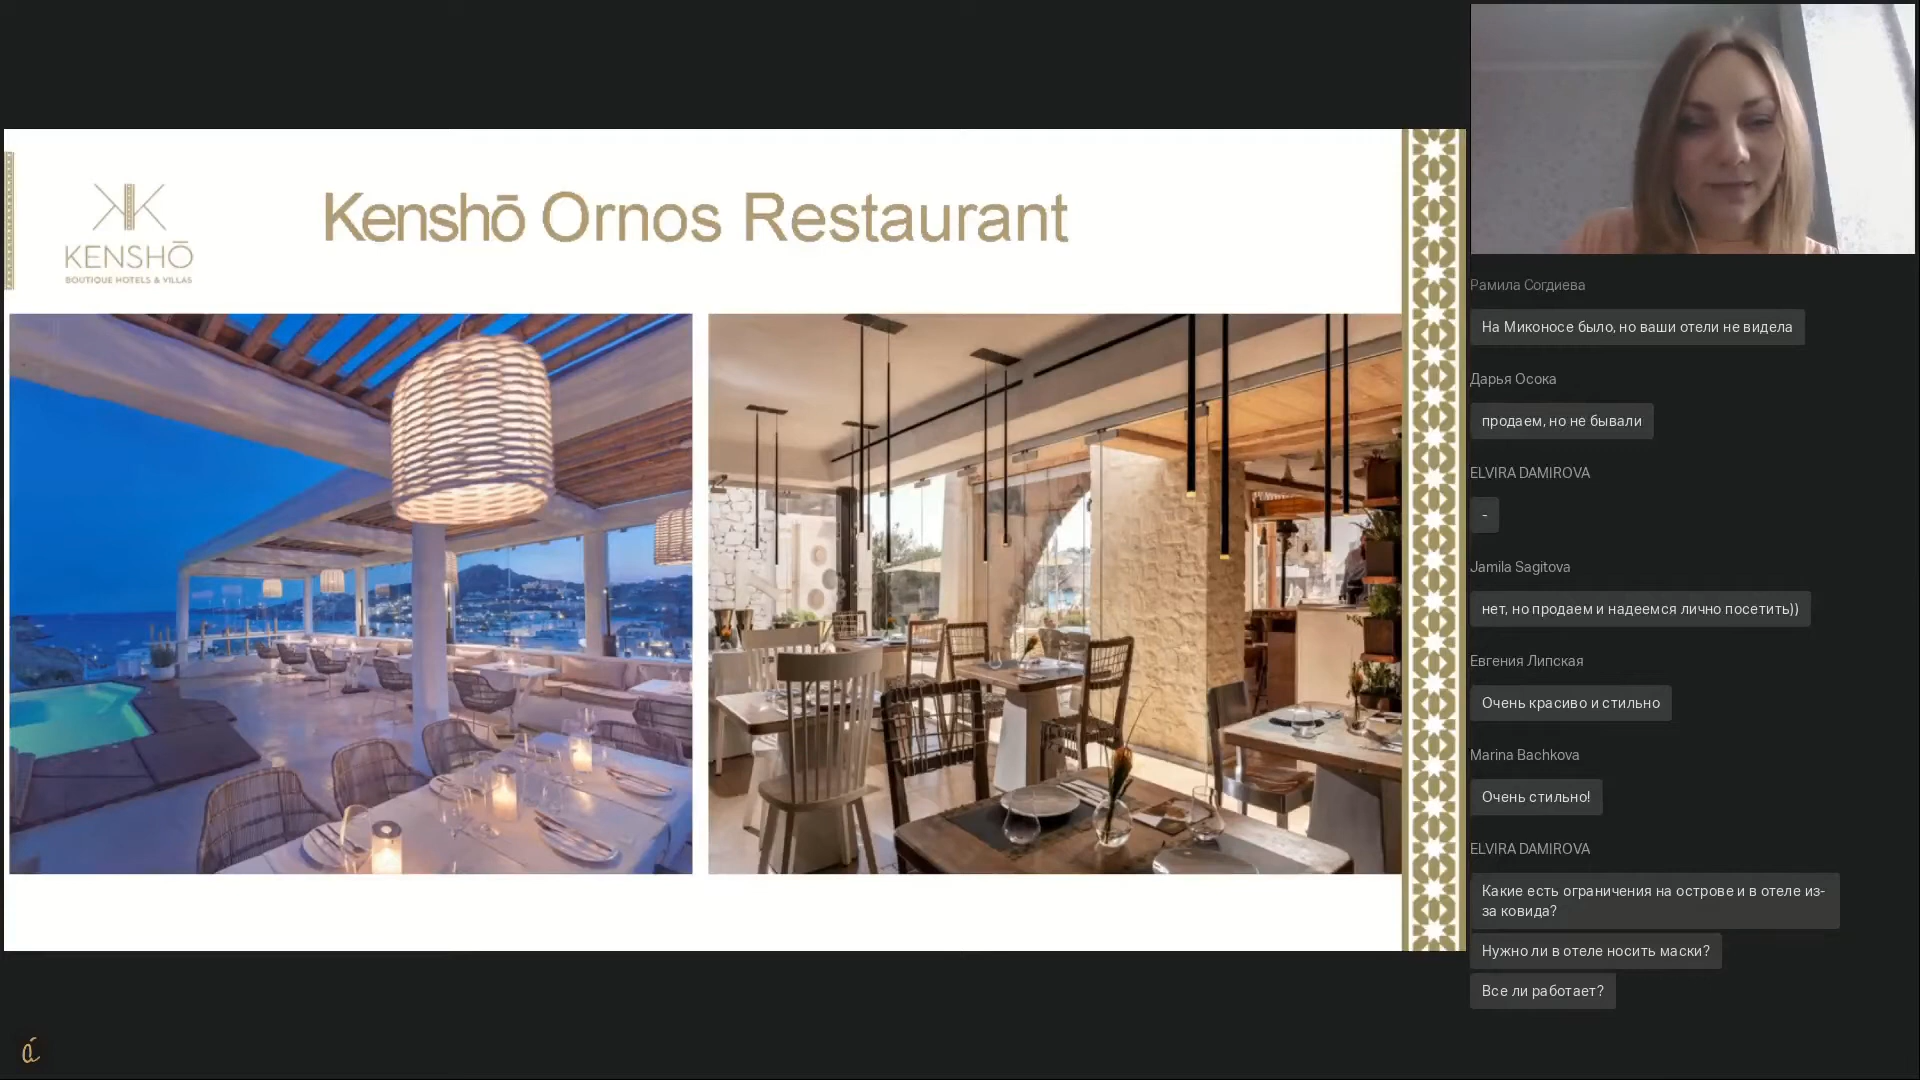 KENSHŌ
BOUTIQUE HOTELS & VILLAS
Kenshō Ornos Restaurant
Рамила Согдиева
На Миконосе было, но ваши отели не видела
Дарья Осока
продаем, но не бывали
ELVIRA DAMIROVA
-
Jamila Sagitova
нет, но продаем и надеемся лично посетить))
Евгения Липская
Очень красиво и стильно
Marina Bachkova
Очень стильно!
ELVIRA DAMIROVA
Какие есть ограничения на острове и в отеле из-
за ковида?
Нужно ли в отеле носить маски?
Все ли работает?
á